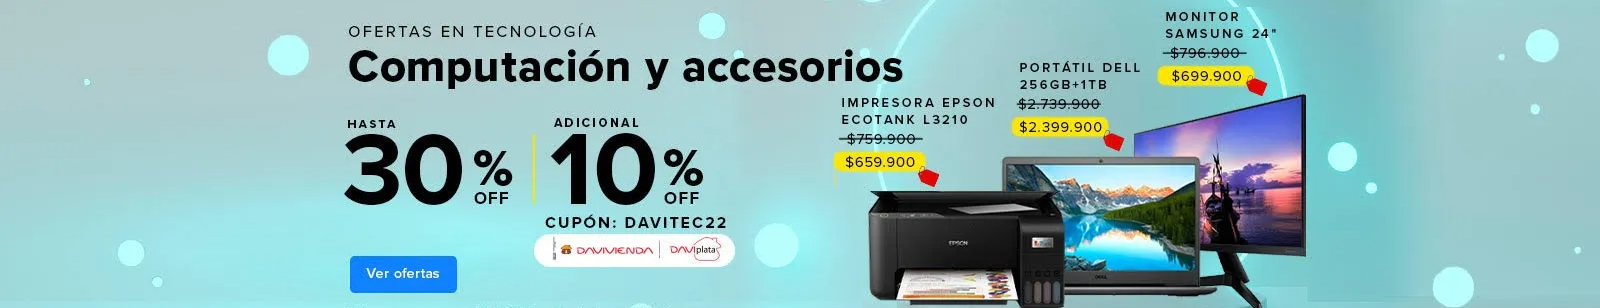 OFERTAS EN TECNOLOGÍA
Computación y accesorios
HASTA
30%
OFF
ADICIONAL
10%
OFF
CUPÓN: DAVITEC22
DAVIVIENDA
DAVIplata
Ver ofertas
IMPRESORA EPSON
ECOTANK L3210
$759.900
$659.900
PORTÁTIL DELL
256GB+1TB
$2.739.900
$2.399.900
MONITOR
SAMSUNG 24"
$796.900
$699.900
EPSON
DELL